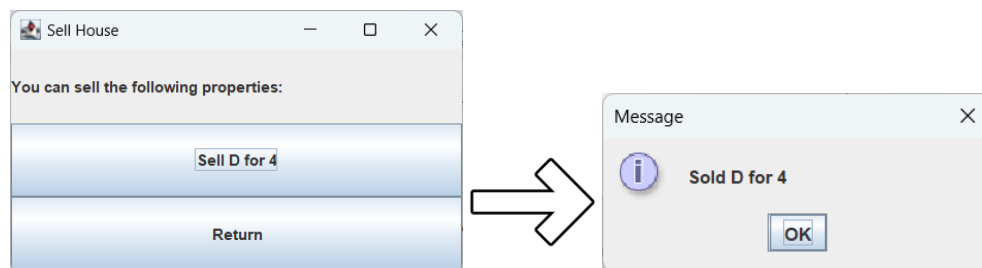 Sell House
You can sell the following properties:
Sell D for 4
Return
Message
i
Sold D for 4
OK